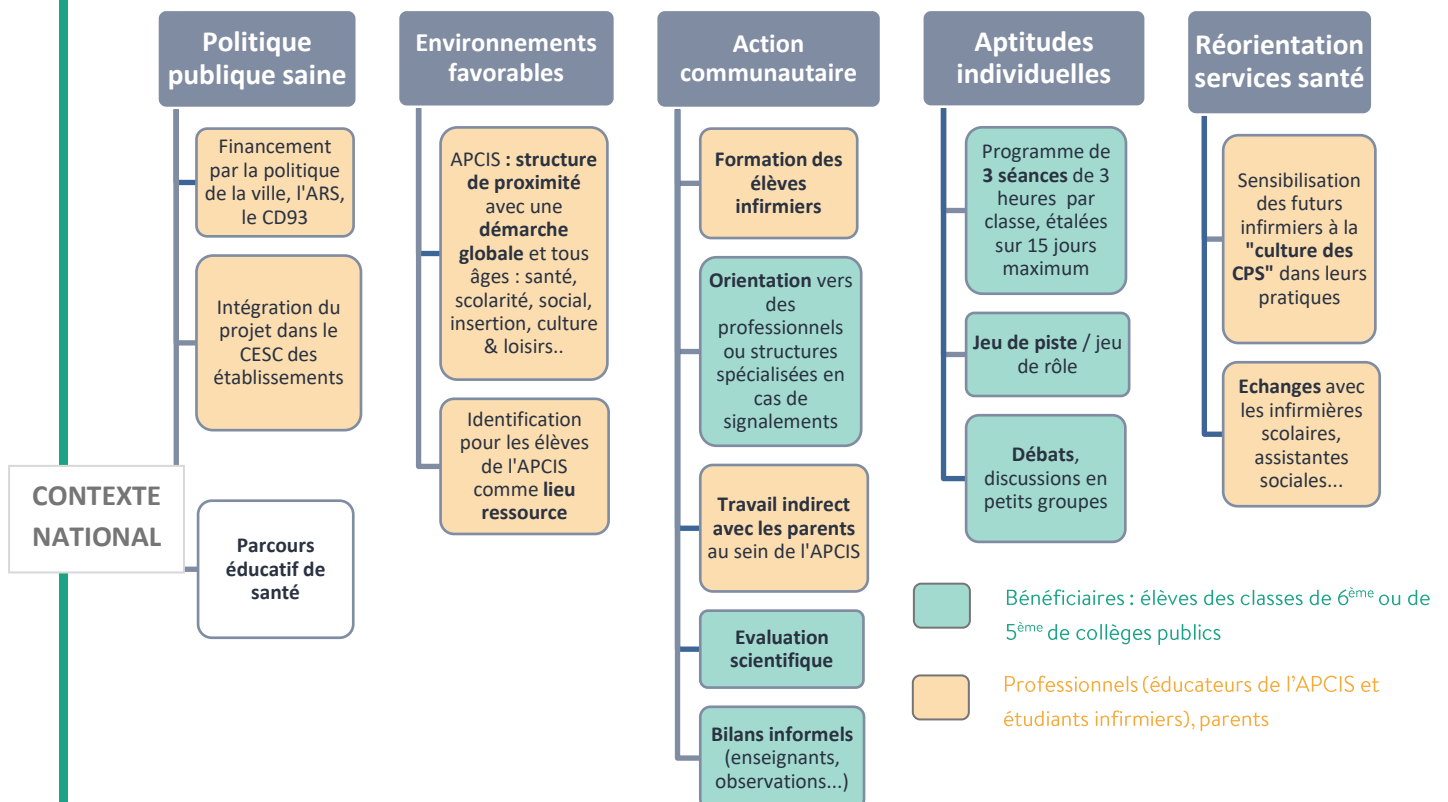 Politique
publique saine
Financement
par la politique
de la ville, l'ARS,
le CD93
Intégration du
projet dans le
CESC des
établissements
CONTEXTE
NATIONAL
Parcours
éducatif de
santé
Environnements
favorables
APCIS : structure
de proximité
avec une
démarche
globale et tous
âges : santé,
scolarité, social,
insertion, culture
& loisirs..
Identification
pour les élèves
de l'APCIS
comme lieu
ressource
Action
communautaire
Formation des
élèves
infirmiers
Orientation vers
des
professionnels
ou structures
spécialisées en
cas de
signalements
Travail indirect
avec les parents
au sein de l'APCIS
Evaluation
scientifique
Bilans informels
(enseignants,
observations...)
Aptitudes
individuelles
Programme de
3 séances de 3
heures par
classe, étalées
sur 15 jours
maximum
Jeu de piste / jeu
de rôle
Débats,
discussions en
petits groupes
Réorientation
services santé
Sensibilisation
des futurs
infirmiers à la
"culture des
CPS" dans leurs
pratiques
Echanges avec
les infirmières
scolaires,
assistantes
sociales...
Bénéficiaires : élèves des classes de 6ème ou de
5ème de collèges publics
Professionnels (éducateurs de l'APCIS et
étudiants infirmiers), parents